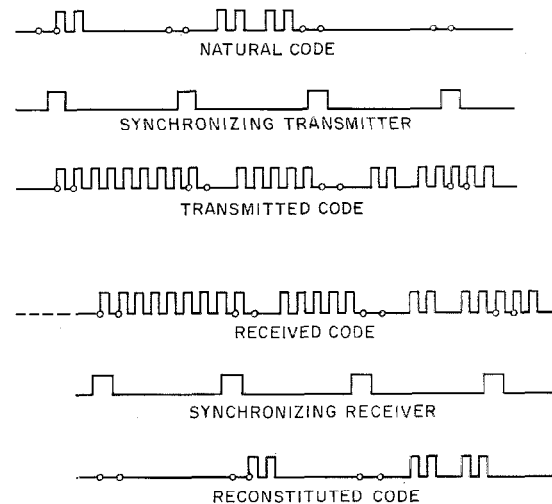 NATURAL CODE
SYNCHRONIZING TRANSMITTER
TRANSMITTED CODE
RECEIVED CODE
SYNCHRONIZING RECEIVER
RECONSTITUTED CODE